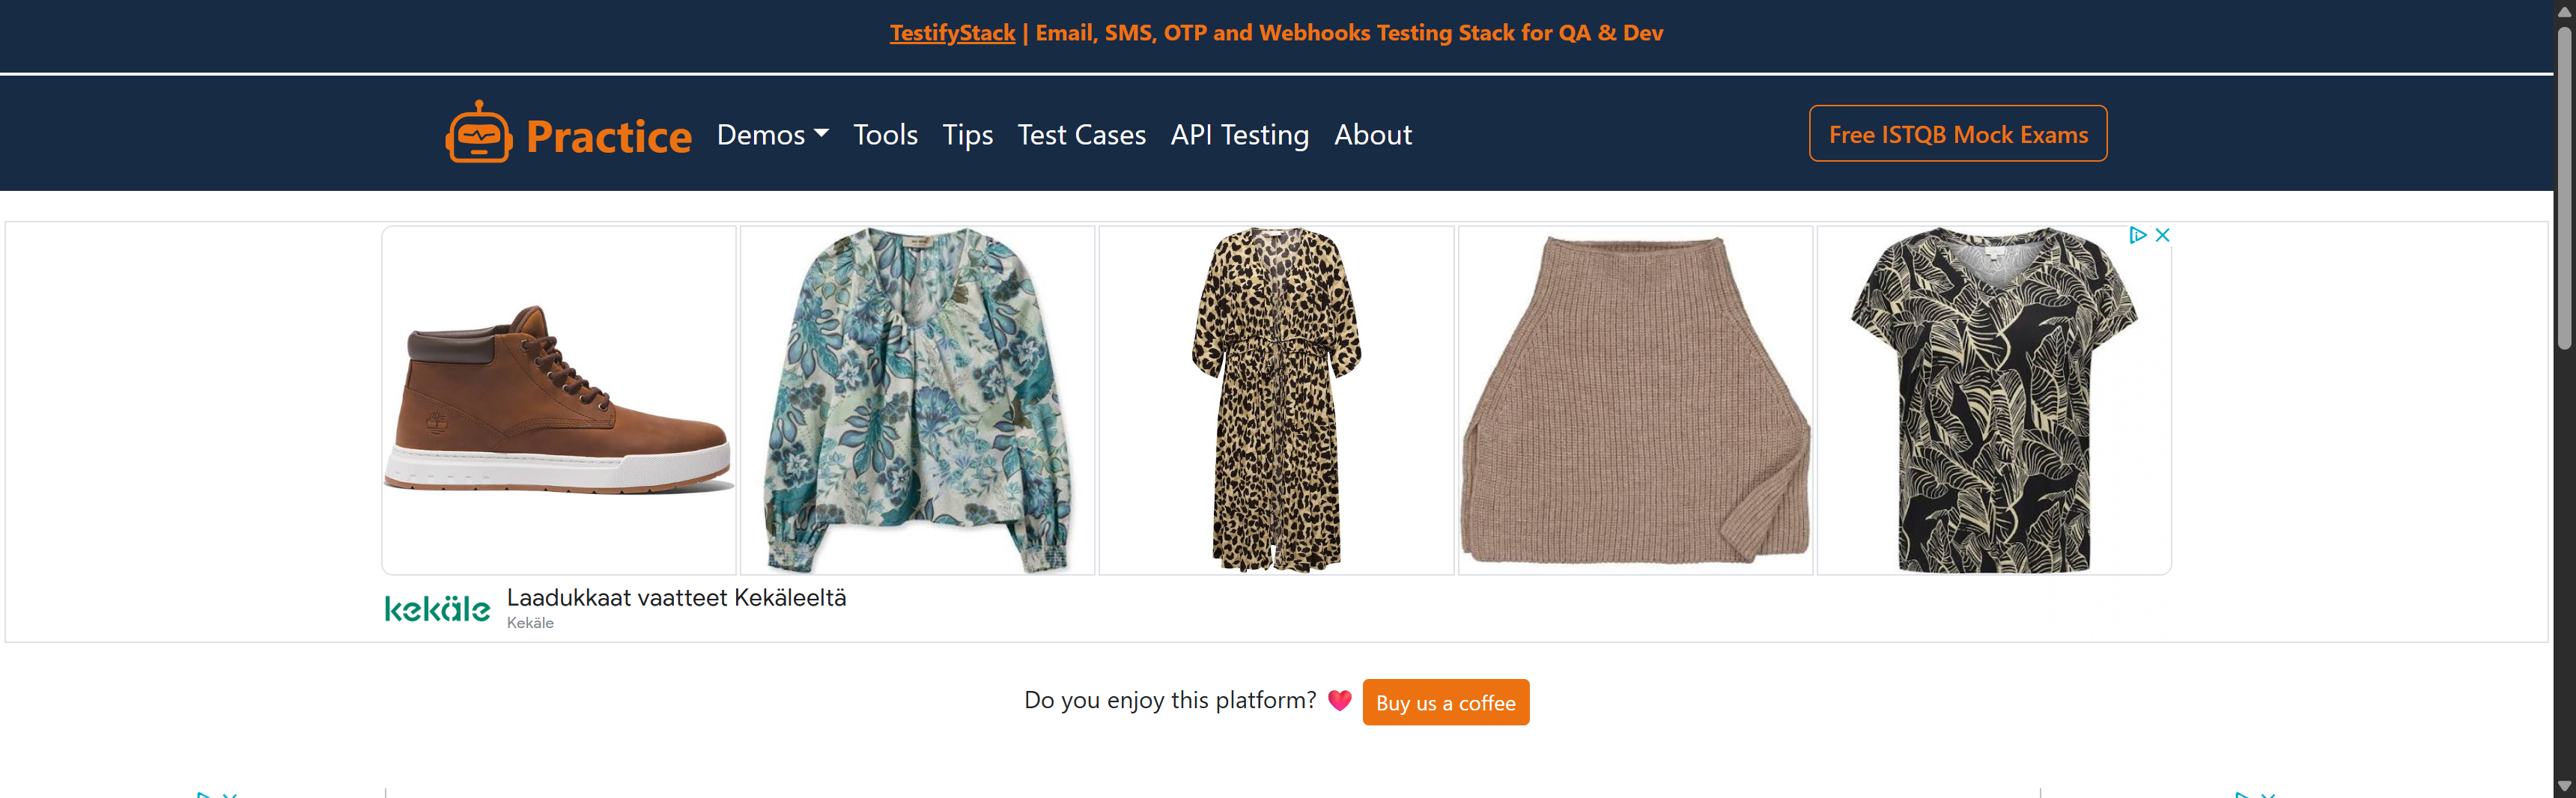 TestifyStack | Email, SMS, OTP and Webhooks Testing Stack for QA & Dev
Practice Demos Tools Tips Test Cases API Testing About Free ISTQB Mock Exams
kekäle Laadukkaat vaatteet Kekäleeltä
Kekäle
Do you enjoy this platform? Buy us a coffee